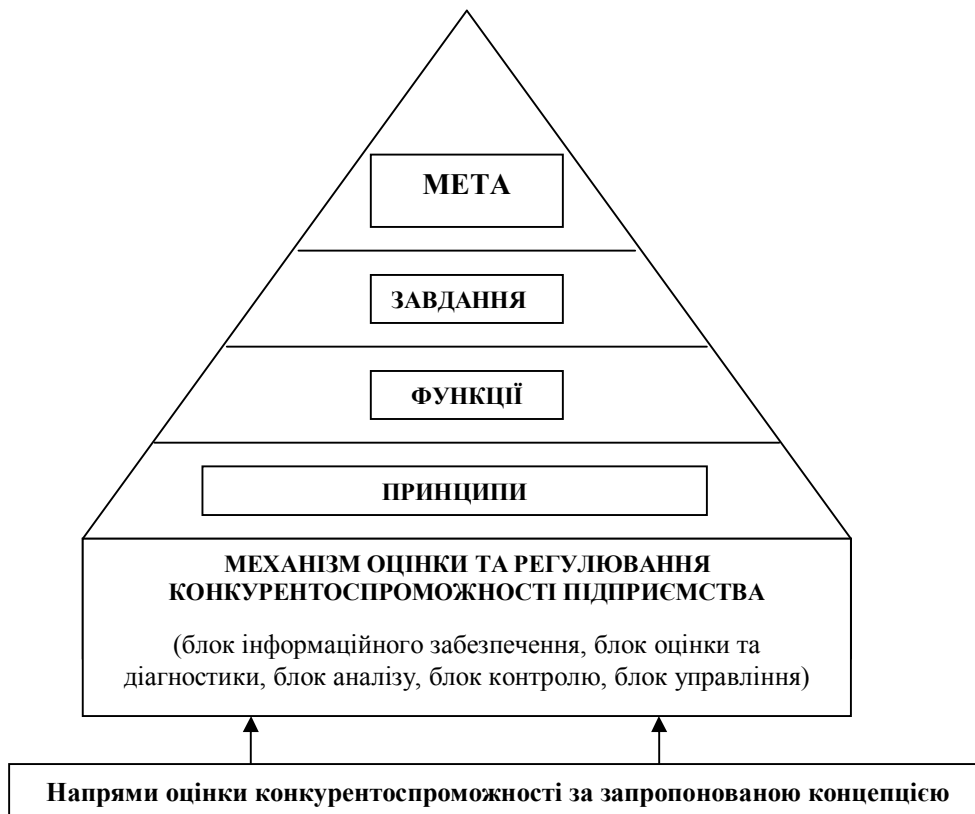 МЕТА
ЗАВДАННЯ
ФУНКЦІЇ
ПРИНЦИПИ
МЕХАНІЗМ ОЦІНКИ ТА РЕГУЛЮВАННЯ
КОНКУРЕНТОСПРОМОЖНОСТІ ПІДПРИЄМСТВА
(блок інформаційного забезпечення, блок оцінки та
діагностики, блок аналізу, блок контролю, блок управління)
Напрями оцінки конкурентоспроможності за запропонованою концепцією